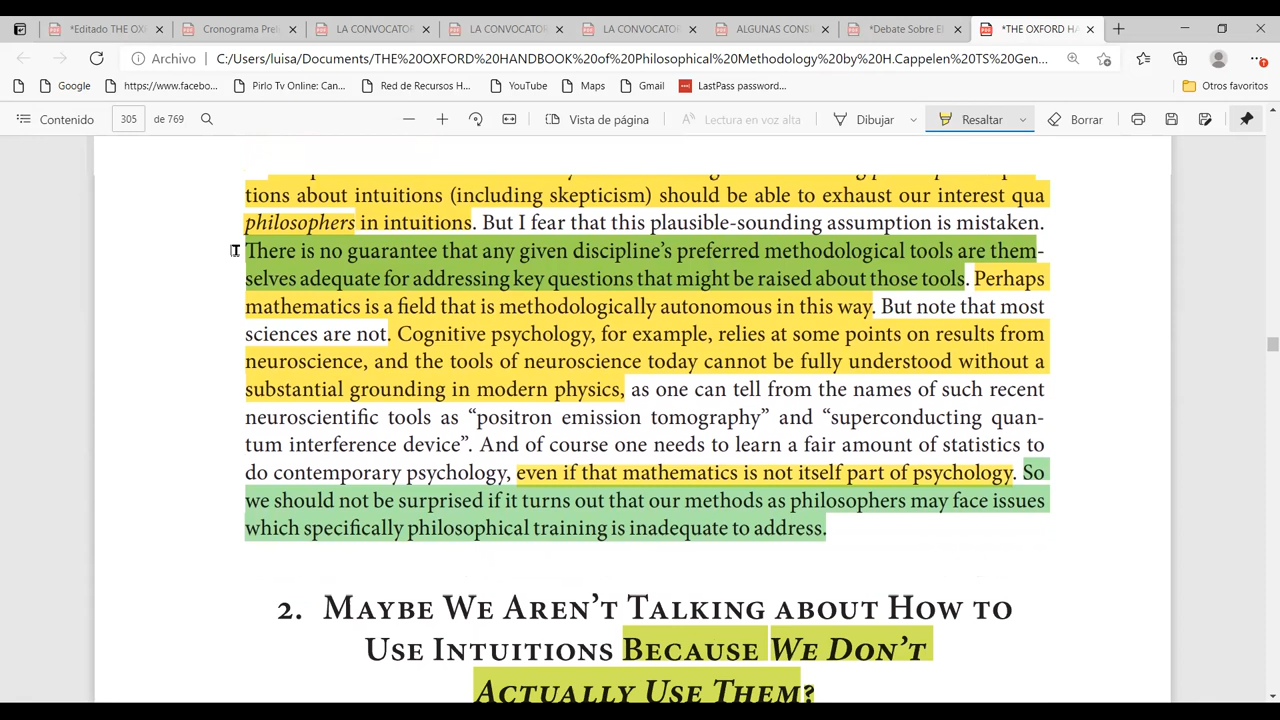 *Editado THE OX
Cronograma Prel
LA CONVOCATOR
LA CONVOCATOR
LA CONVOCATOR
ALGUNAS CONS
*Debate Sobre E
*THE OXFORD HA
Archivo
C:/Users/luisa/Documents/THE%20OXFORD%20HANDBOOK%20of%20Philosophical%20Methodology%20by%20H.Cappelen%20TS%20Gen...
Google
https://www.facebo...
Pirlo Tv Online: Can...
Red de Recursos H...
YouTube
Maps
Gmail
LastPass password...
Otros favoritos
Contenido
305
de 769
Vista de página
Lectura en voz alta
Dibujar
Resaltar
Borrar
tions about intuitions (including skepticism) should be able to exhaust our interest qua
philosophers in intuitions. But I fear that this plausible-sounding assumption is mistaken.
There is no guarantee that any given discipline's preferred methodological tools are them-
selves adequate for addressing key questions that might be raised about those tools. Perhaps
mathematics is a field that is methodologically autonomous in this way. But note that most
sciences are not. Cognitive psychology, for example, relies at some points on results from
neuroscience, and the tools of neuroscience today cannot be fully understood without a
substantial grounding in modern physics, as one can tell from the names of such recent
neuroscientific tools as “positron emission tomography” and “superconducting quan-
tum interference device”. And of course one needs to learn a fair amount of statistics to
do contemporary psychology, even if that mathematics is not itself part of psychology. So
we should not be surprised if it turns out that our methods as philosophers may face issues
which specifically philosophical training is inadequate to address.
2. Maybe We Aren't Talking about How to
Use Intuitions Because We Don't
Actually Use Them?